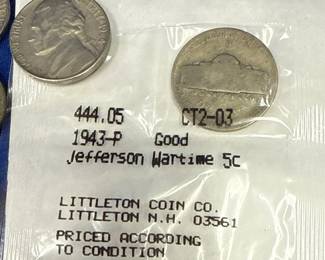 444.05 CT2-03
1943-P Good
Jefferson Wartime 5c
LITTLETON COIN CO.
LITTLETON N.H. 03561
PRICED ACCORDING
TO CONDITION